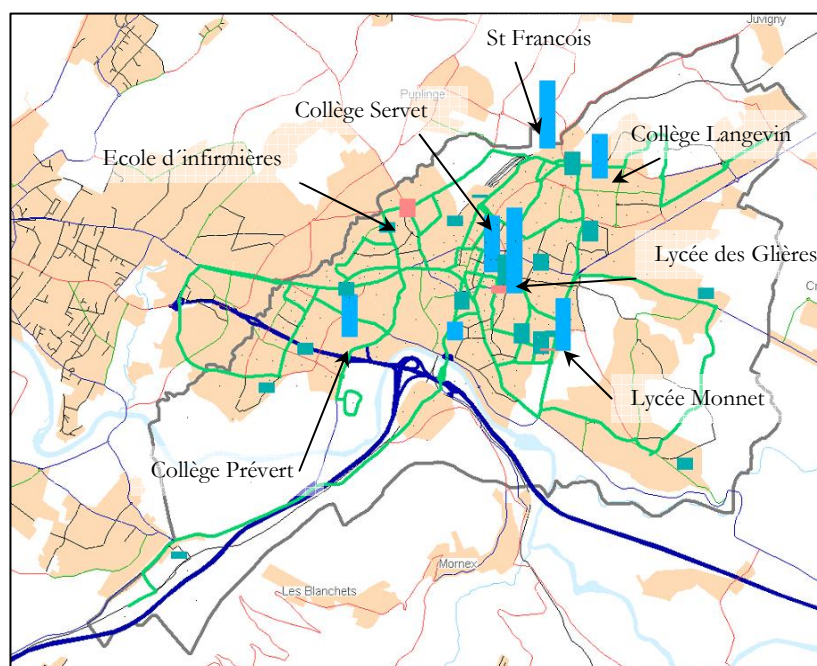 Juvigny
St Francois
Puplinge
Collège Servet
Collège Langevin
Ecole d´infirmières
Lycée des Glières
Cr
Lycée Monnet
Collège Prévert
Mornex
Les Blanchets